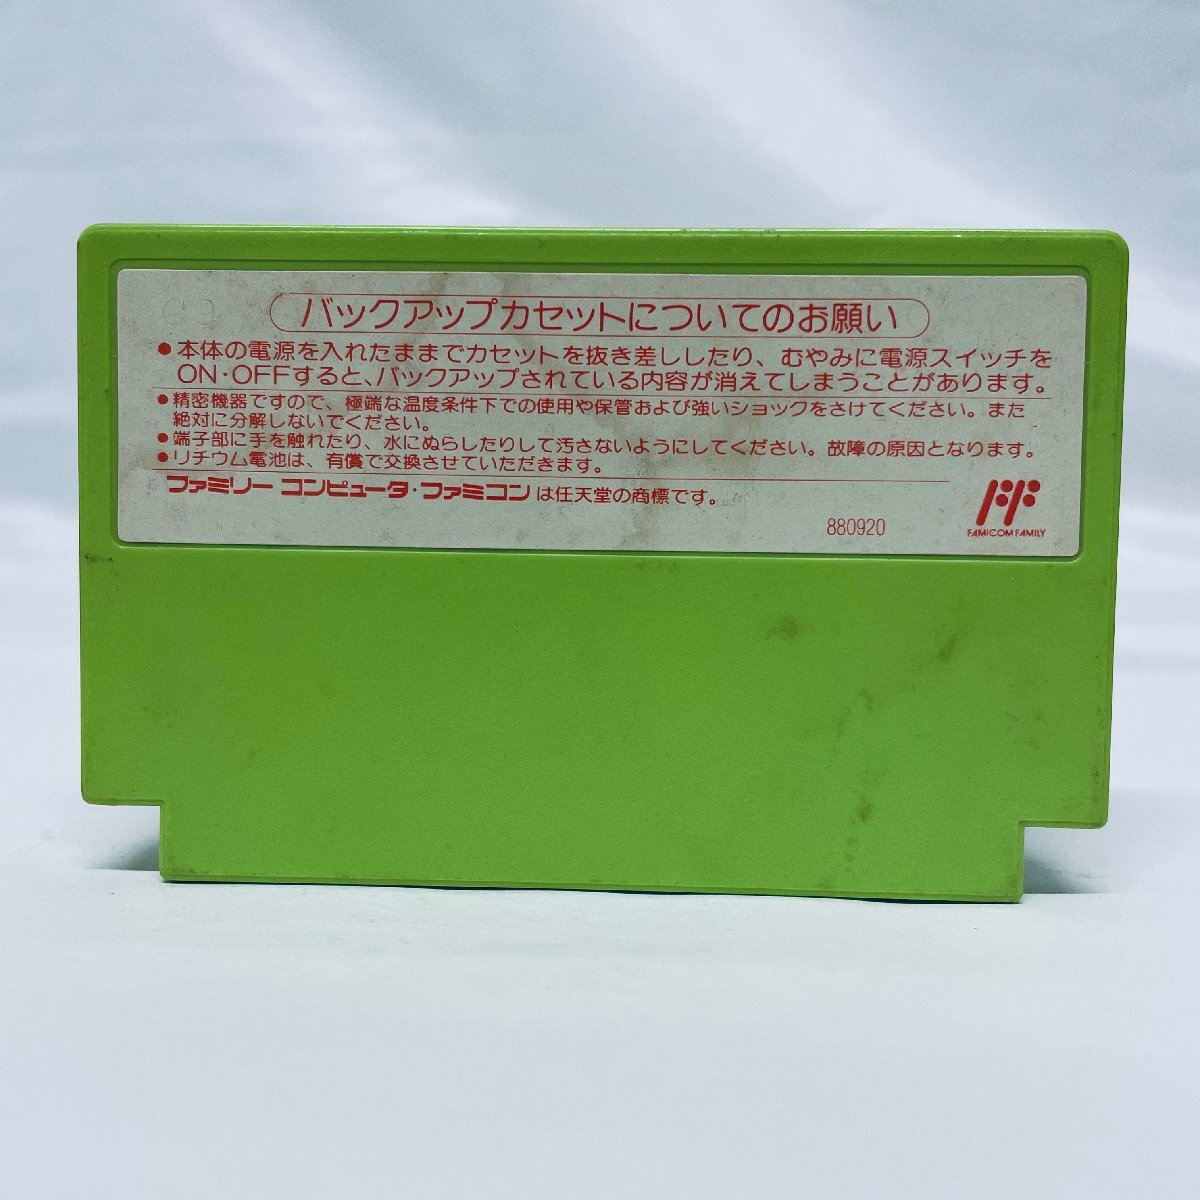 バックアップカセットについてのお願い
●本体の電源を入れたままでカセットを抜き差ししたり、むやみに電源スイッチを
ON・OFFすると、バックアップされている内容が消えてしまうことがあります。
●精密機器ですので、極端な温度条件下での使用や保管および強いショックをさけてください。また
絶対に分解しないでください。
●端子部に手を触れたり、水にぬらしたりして汚さないようにしてください。故障の原因となります。
●リチウム電池は、有償で交換させていただきます。
ファミリー コンピュータ・ファミコン は任天堂の商標です。
880920
FAMICOM FAMILY